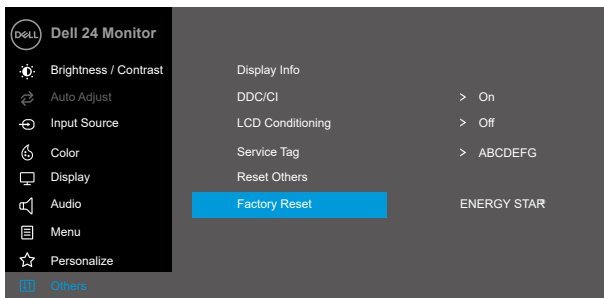 DELL Dell 24 Monitor
Brightness / Contrast Display Info
Auto Adjust DDC/CI > On
Input Source LCD Conditioning > Off
Color Service Tag > ABCDEFG
Display Reset Others
Audio Factory Reset ENERGY STAR®
Menu
Personalize
Others